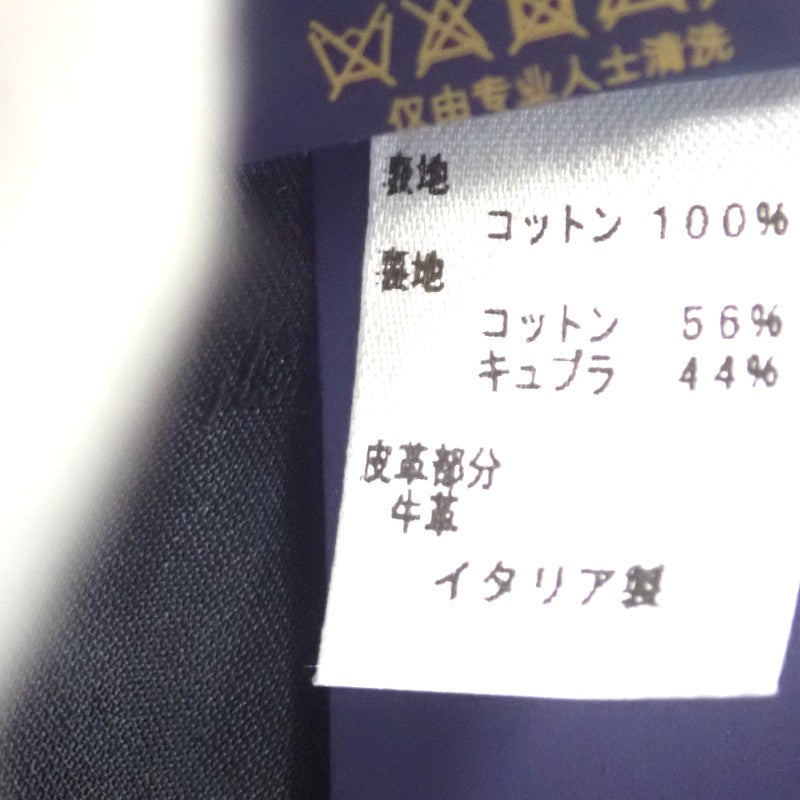 仅由专业人士清洗
表地
コットン 100%
裏地
コットン 56%
キュプラ 44%
皮革部分
牛革
イタリア製